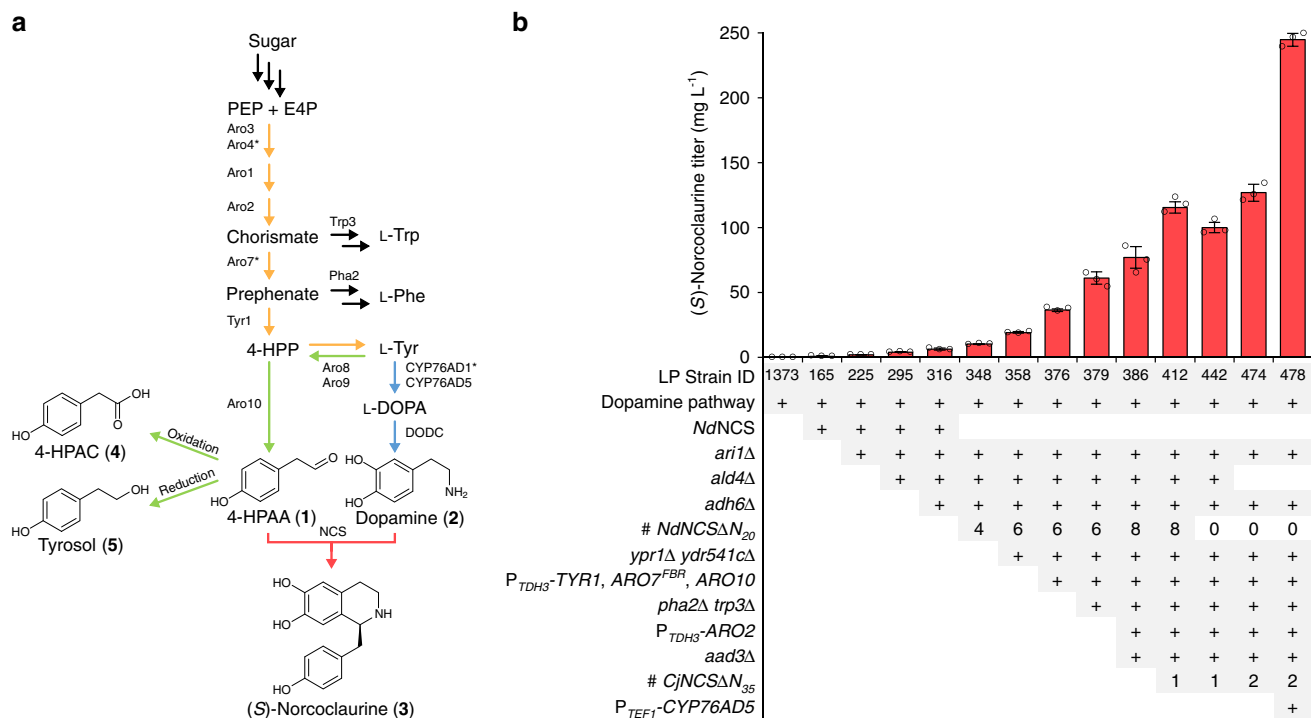 a
Sugar
PEP + E4P
Aro3
Aro4*
Aro1
Aro2
Chorismate
Trp3
L-Trp
Aro7*
Prephenate
Pha2
L-Phe
Tyr1
4-HPP
L-Tyr
Aro8
Aro9
CYP76AD1*
CYP76AD5
Aro10
L-DOPA
DODC
OH
O
HO
4-HPAC (4)
Oxidation
Reduction
OH
HO
Tyrosol (5)
O
HO
4-HPAA (1)
HO
HO
NH2
Dopamine (2)
NCS
HO
HO
NH
HO
(S)-Norcoclaurine (3)
b
(S)-Norcoclaurine titer (mg L-1)
250
200
150
100
50
0
LP Strain ID 1373 165 225 295 316 348 358 376 379 386 412 442 474 478
Dopamine pathway + + + + + + + + + + + + + +
NdNCS + + + +
ari1Δ + + + + + + + + + + + +
ald4Δ + + + + + + + + +
adh6Δ + + + + + + + + + +
# NdNCSΔN20 4 6 6 6 8 8 0 0 0
ypr1Δ ydr541cΔ + + + + + + + +
PTDH3-TYR1, ARO7FBR, ARO10 + + + + + + +
pha2Δ trp3Δ + + + + + +
PTDH3-ARO2 + + + + +
aad3Δ + + + + +
# CjNCSΔN35 1 1 2 2
PTEF1-CYP76AD5 +